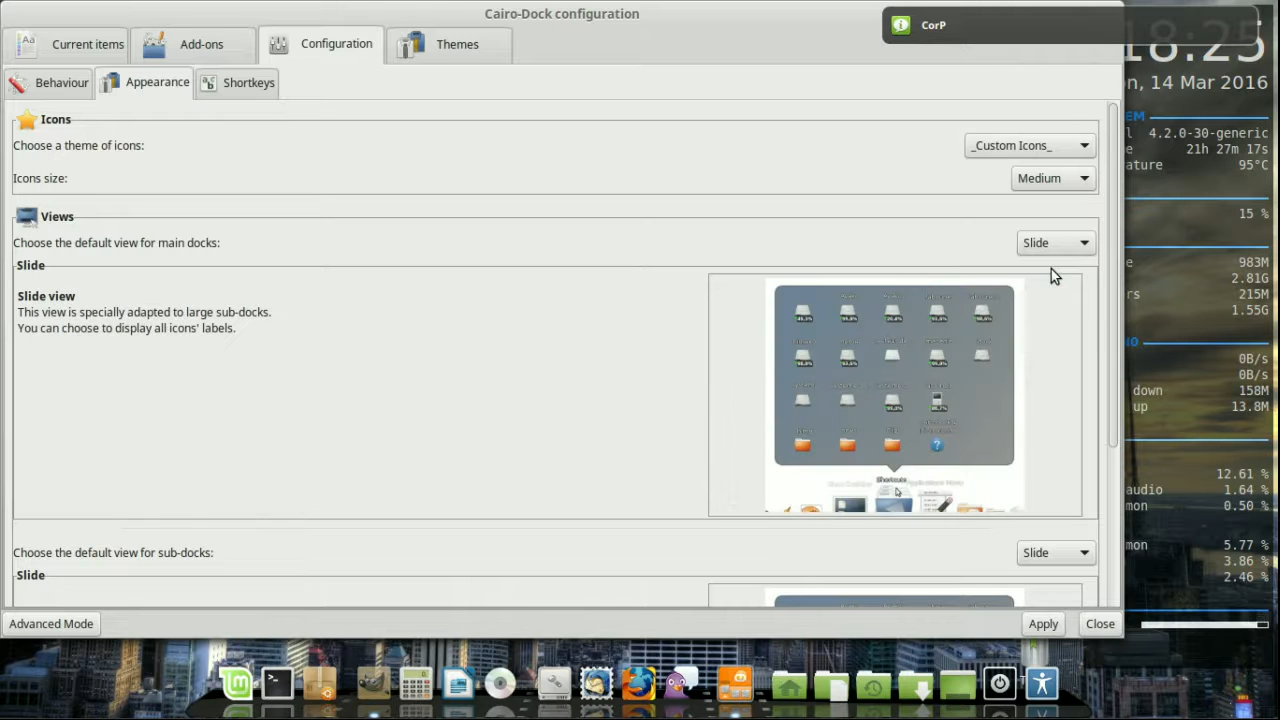 Cairo-Dock configuration
CorP
Current items
Add-ons
Configuration
Themes
18:25
n, 14 Mar 2016
Behaviour
Appearance
Shortkeys
Icons
Choose a theme of icons:
_Custom Icons_
Icons size:
Medium
Views
Choose the default view for main docks:
Slide
Slide
Slide view
This view is specially adapted to large sub-docks.
You can choose to display all icons' labels.
Shortcuts
Choose the default view for sub-docks:
Slide
Slide
Advanced Mode
Apply
Close
EM
l 4.2.0-30-generic
e 21h 27m 17s
ature 95°C
15 %
e 983M
2.81G
rs 215M
1.55G
0B/s
0B/s
down 158M
up 13.8M
12.61 %
audio 1.64 %
mon 0.50 %
mon 5.77 %
3.86 %
2.46 %